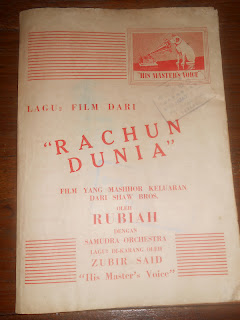 "HIS MASTER'S VOICE"
LAGU2 FILM DARI
"RACHUN
DUNIA"
FILM YANG MASHHOR KELUARAN
DARI SHAW BROS.
OLEH
RUBIAH
DENGAN
SAMUDRA ORCHESTRA
LAGU2 DI-KARANG OLEH
ZUBIR SAID
"His Master's Voice"